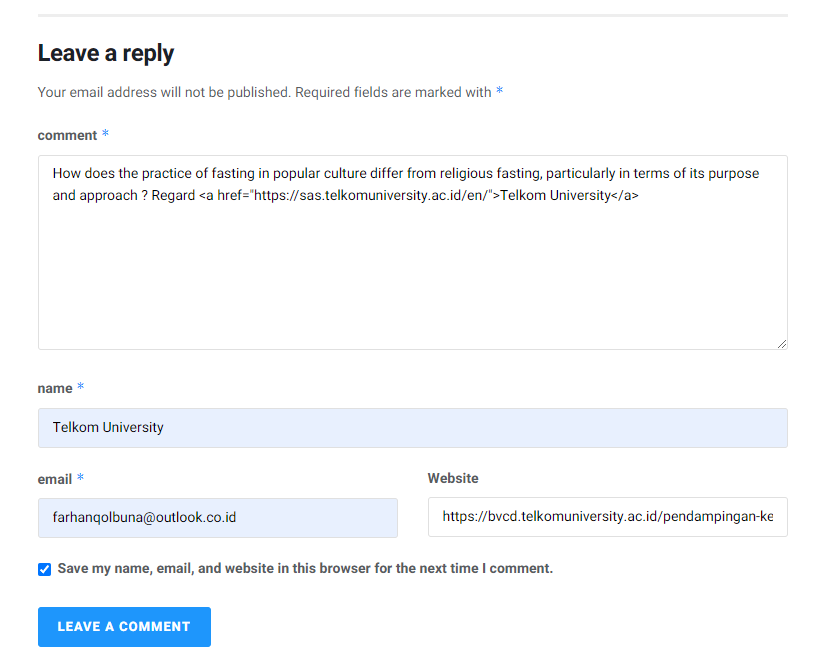 Leave a reply
Your email address will not be published. Required fields are marked with *
comment *
How does the practice of fasting in popular culture differ from religious fasting, particularly in terms of its purpose
and approach ? Regard <a href="https://sas.telkomuniversity.ac.id/en/">Telkom University</a>
name *
Telkom University
email *
Website
farhanqolbuna@outlook.co.id
https://bvcd.telkomuniversity.ac.id/pendampingan-ke
Save my name, email, and website in this browser for the next time I comment.
LEAVE A COMMENT